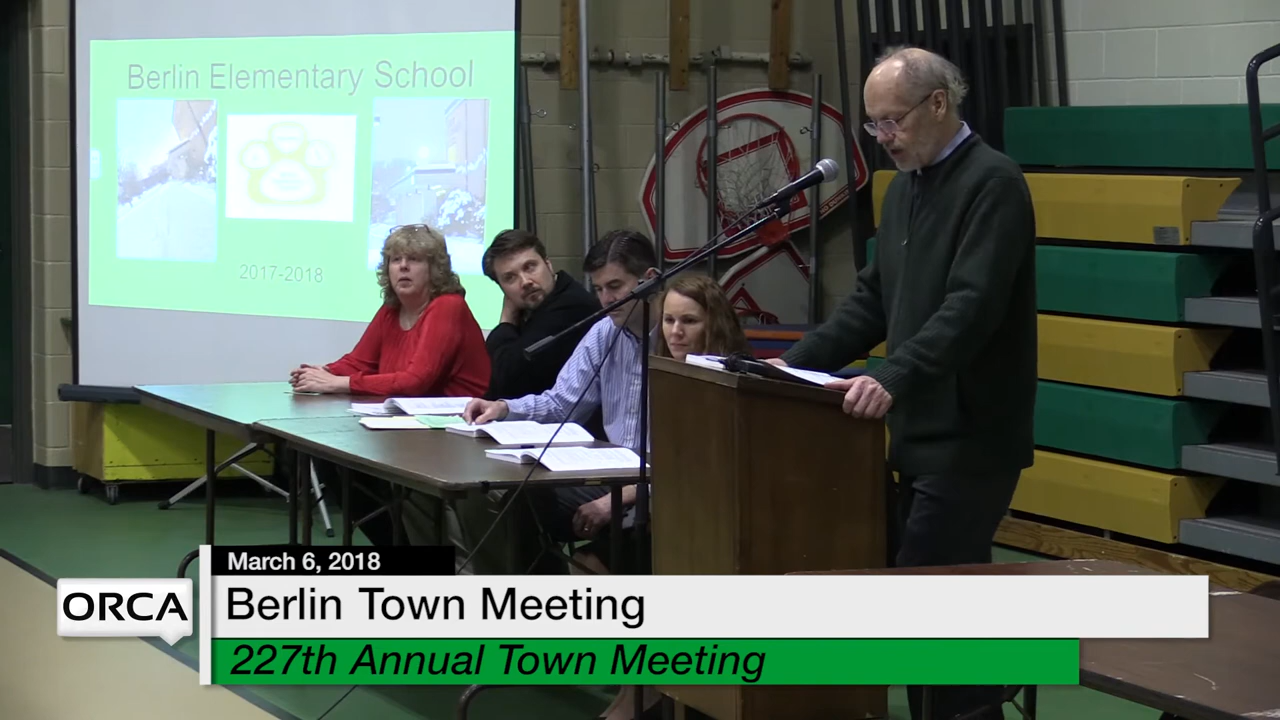 Berlin Elementary School
2017-2018
March 6, 2018
ORCA
Berlin Town Meeting
227th Annual Town Meeting